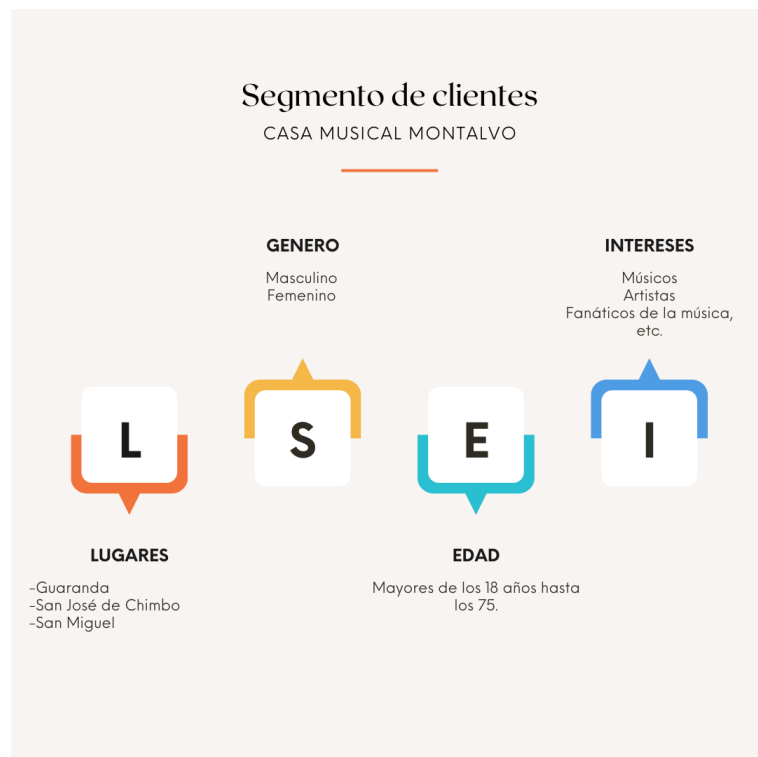 Segmento de clientes
CASA MUSICAL MONTALVO
GENERO
Masculino
Femenino
INTERESES
Músicos
Artistas
Fanáticos de la música,
etc.
L
S
E
I
LUGARES
-Guaranda
-San José de Chimbo
-San Miguel
EDAD
Mayores de los 18 años hasta
los 75.